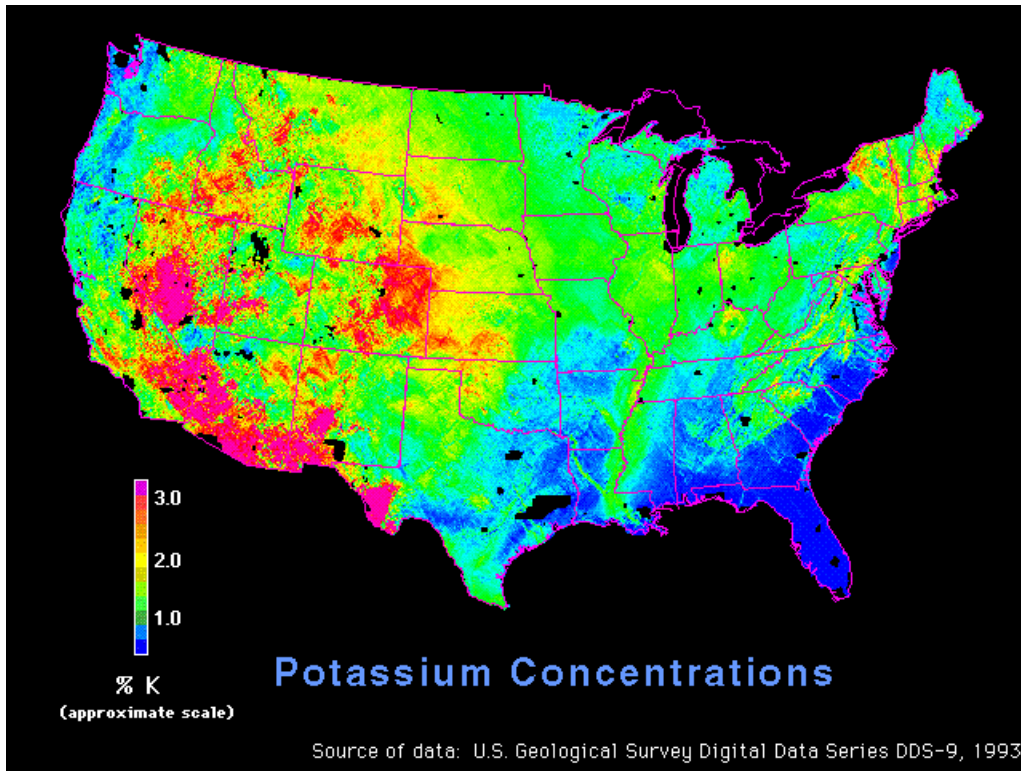 3.0
2.0
1.0
% K
(approximate scale)
Potassium Concentrations
Source of data: U.S. Geological Survey Digital Data Series DDS-9, 1993